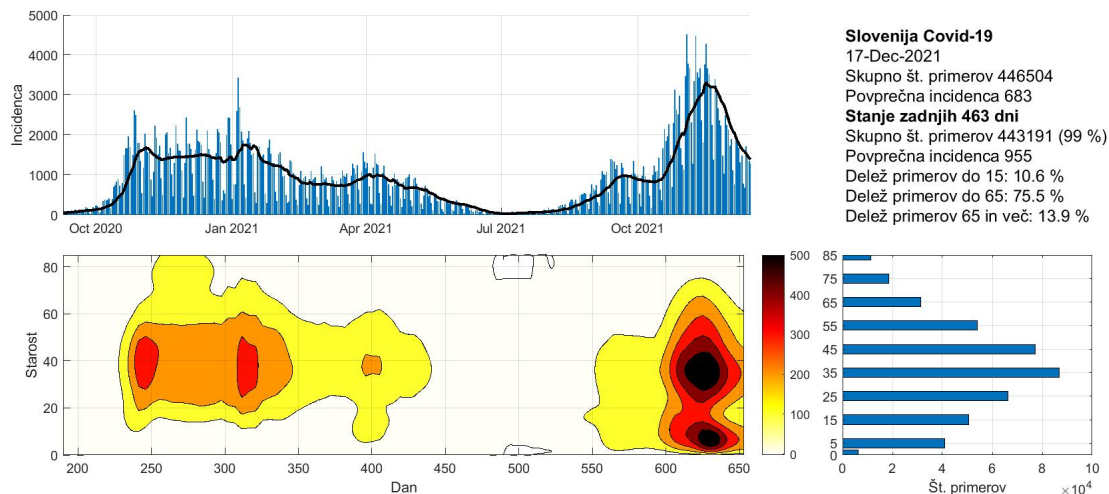 5000
4000
3000
2000
1000
0
Incidenca
Oct 2020
Jan 2021
Apr 2021
Jul 2021
Oct 2021
Slovenija Covid-19
17-Dec-2021
Skupno št. primerov 446504
Povprečna incidenca 683
Stanje zadnjih 463 dni
Skupno št. primerov 443191 (99 %)
Povprečna incidenca 955
Delež primerov do 15: 10.6 %
Delež primerov do 65: 75.5 %
Delež primerov 65 in več: 13.9 %
80
60
40
20
0
Starost
200
250
300
350
400
450
500
550
600
650
Dan
500
400
300
200
100
0
85
75
65
55
45
35
25
15
5
0
0
2
4
6
8
10
Št. primerov
×10⁴